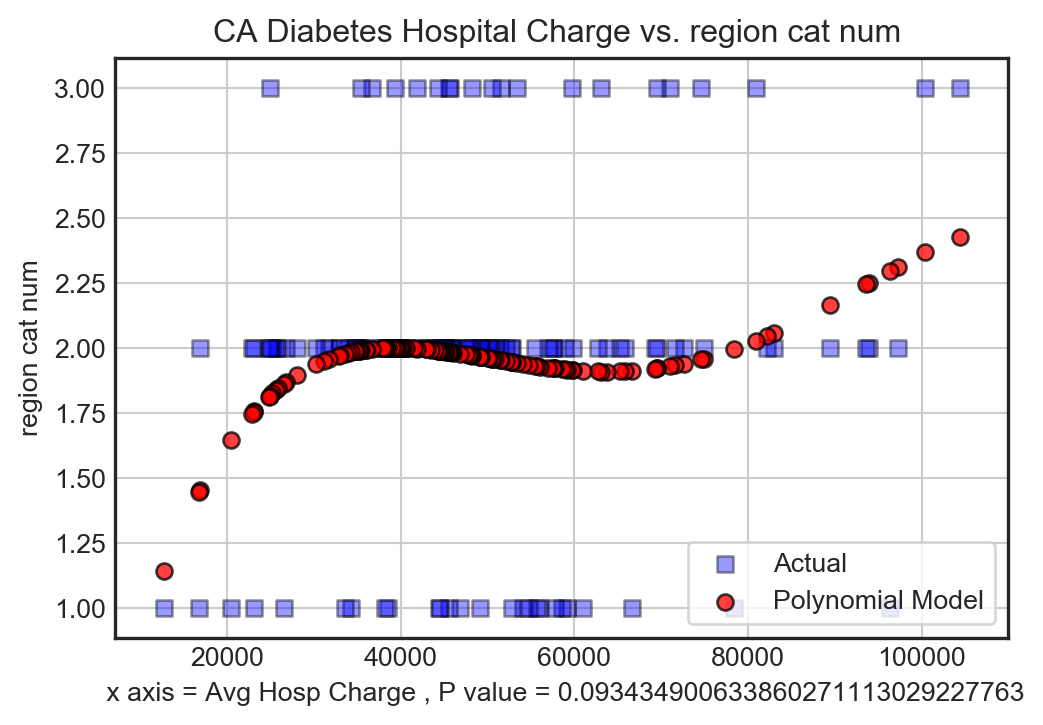 CA Diabetes Hospital Charge vs. region cat num
region cat num
3.00
2.75
2.50
2.25
2.00
1.75
1.50
1.25
1.00
Actual
Polynomial Model
20000 40000 60000 80000 100000
x axis = Avg Hosp Charge , P value = 0.09343490063386027111302922​7763